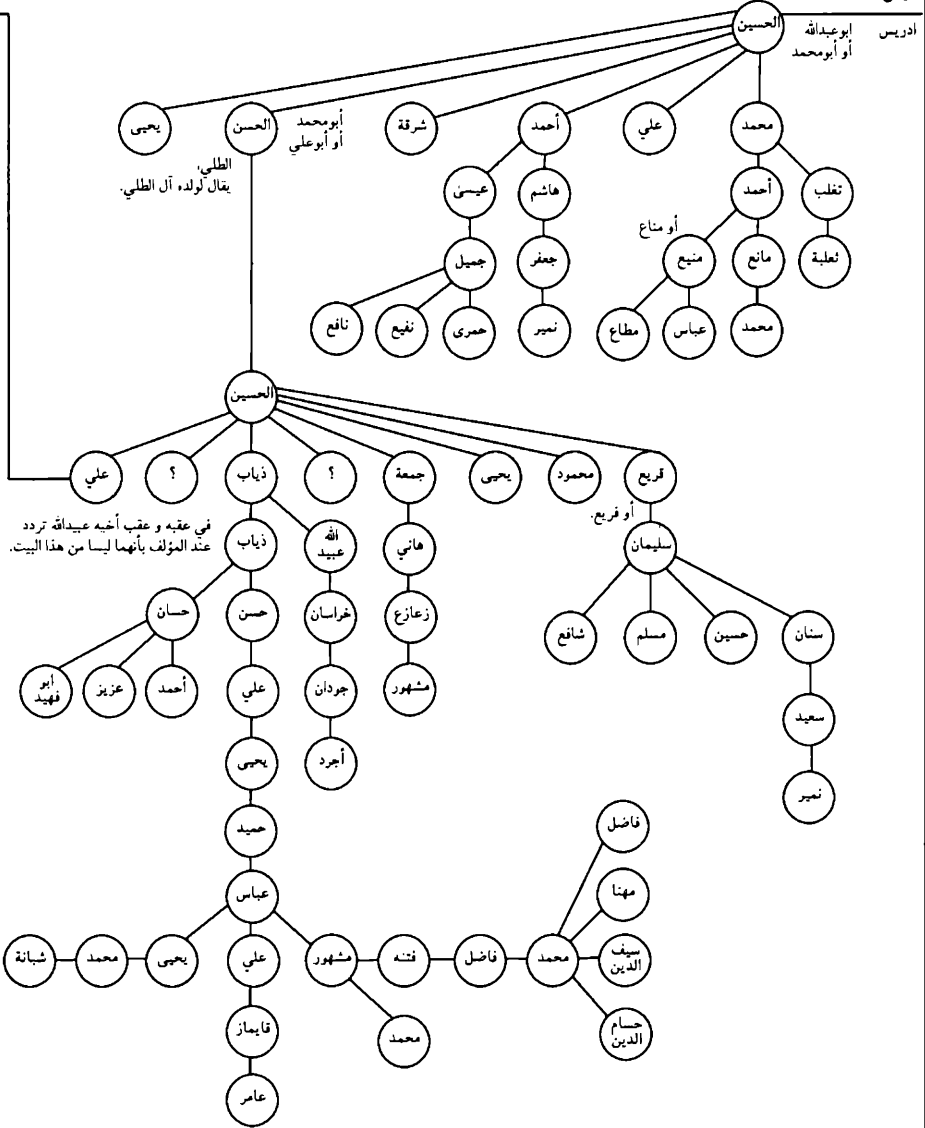 الحسين
ادريس
ابوعبدالله
أو أبومحمد
محمد
علي
أحمد
شرقة
أبومحمد
أو أبوعلي
الحسن
يحيى
الطلي،
يقال لولده آل الطلي.
تغلب
أحمد
هاشم
عيسى
أو مناع
ثعلبة
مانع
منيع
جعفر
جميل
محمد
عباس
مطاع
نمير
حمرى
نفيع
نافع
الحسين
قريع
محمود
يحيى
جمعة
؟
ذياب
؟
علي
أو فريع.
في عقبه و عقب أخيه عبيدالله تردد
عند المؤلف بأنهما ليسا من هذا البيت.
سليمان
هاني
الله
عبيد
ذياب
سنان
حسين
مسلم
شافع
زعازع
خراسان
حسن
حسان
مشهور
جودان
علي
أحمد
عزيز
أبو
فهيد
سعيد
أجرد
يحيى
نمير
حميد
فاضل
عباس
مهنا
سيف
الدين
محمد
فاضل
فتنه
مشهور
علي
يحيى
محمد
شبانة
حسام
الدين
محمد
قايماز
عامر